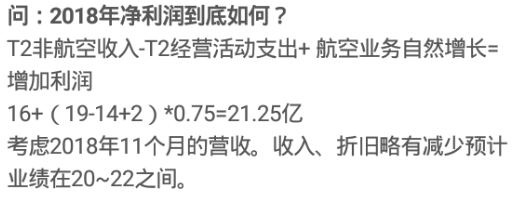 问：2018年净利润到底如何？
T2非航空收入-T2经营活动支出+ 航空业务自然增长=
增加利润
16+（19-14+2）*0.75=21.25亿
考虑2018年11个月的营收。收入、折旧略有减少预计
业绩在20~22之间。